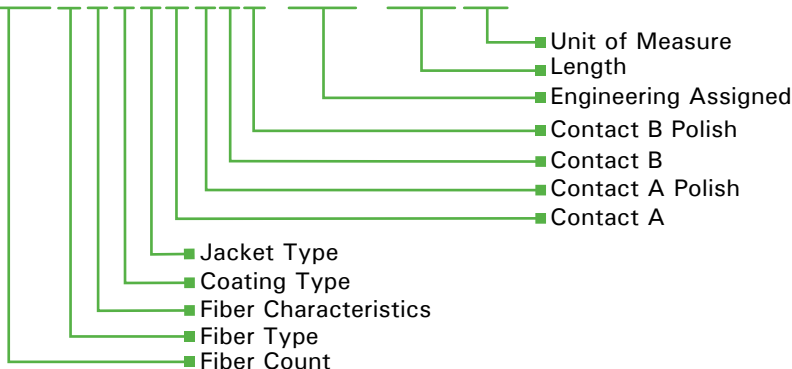 Unit of Measure
Length
Engineering Assigned
Contact B Polish
Contact B
Contact A Polish
Contact A
Jacket Type
Coating Type
Fiber Characteristics
Fiber Type
Fiber Count